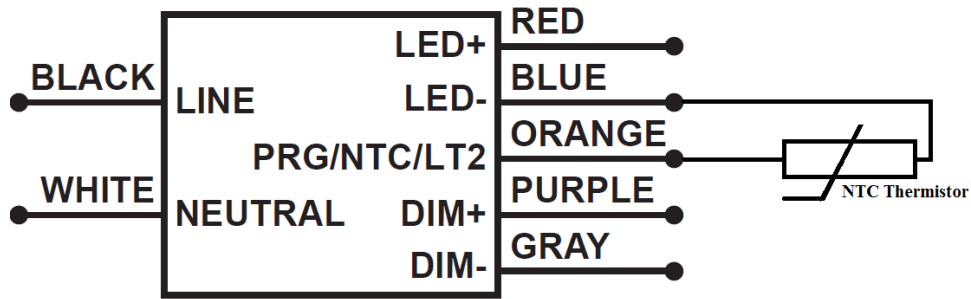 RED
LED+
BLACK
BLUE
LINE
LED-
ORANGE
PRG/NTC/LT2
WHITE
PURPLE
NTC Thermistor
NEUTRAL
DIM+
GRAY
DIM-